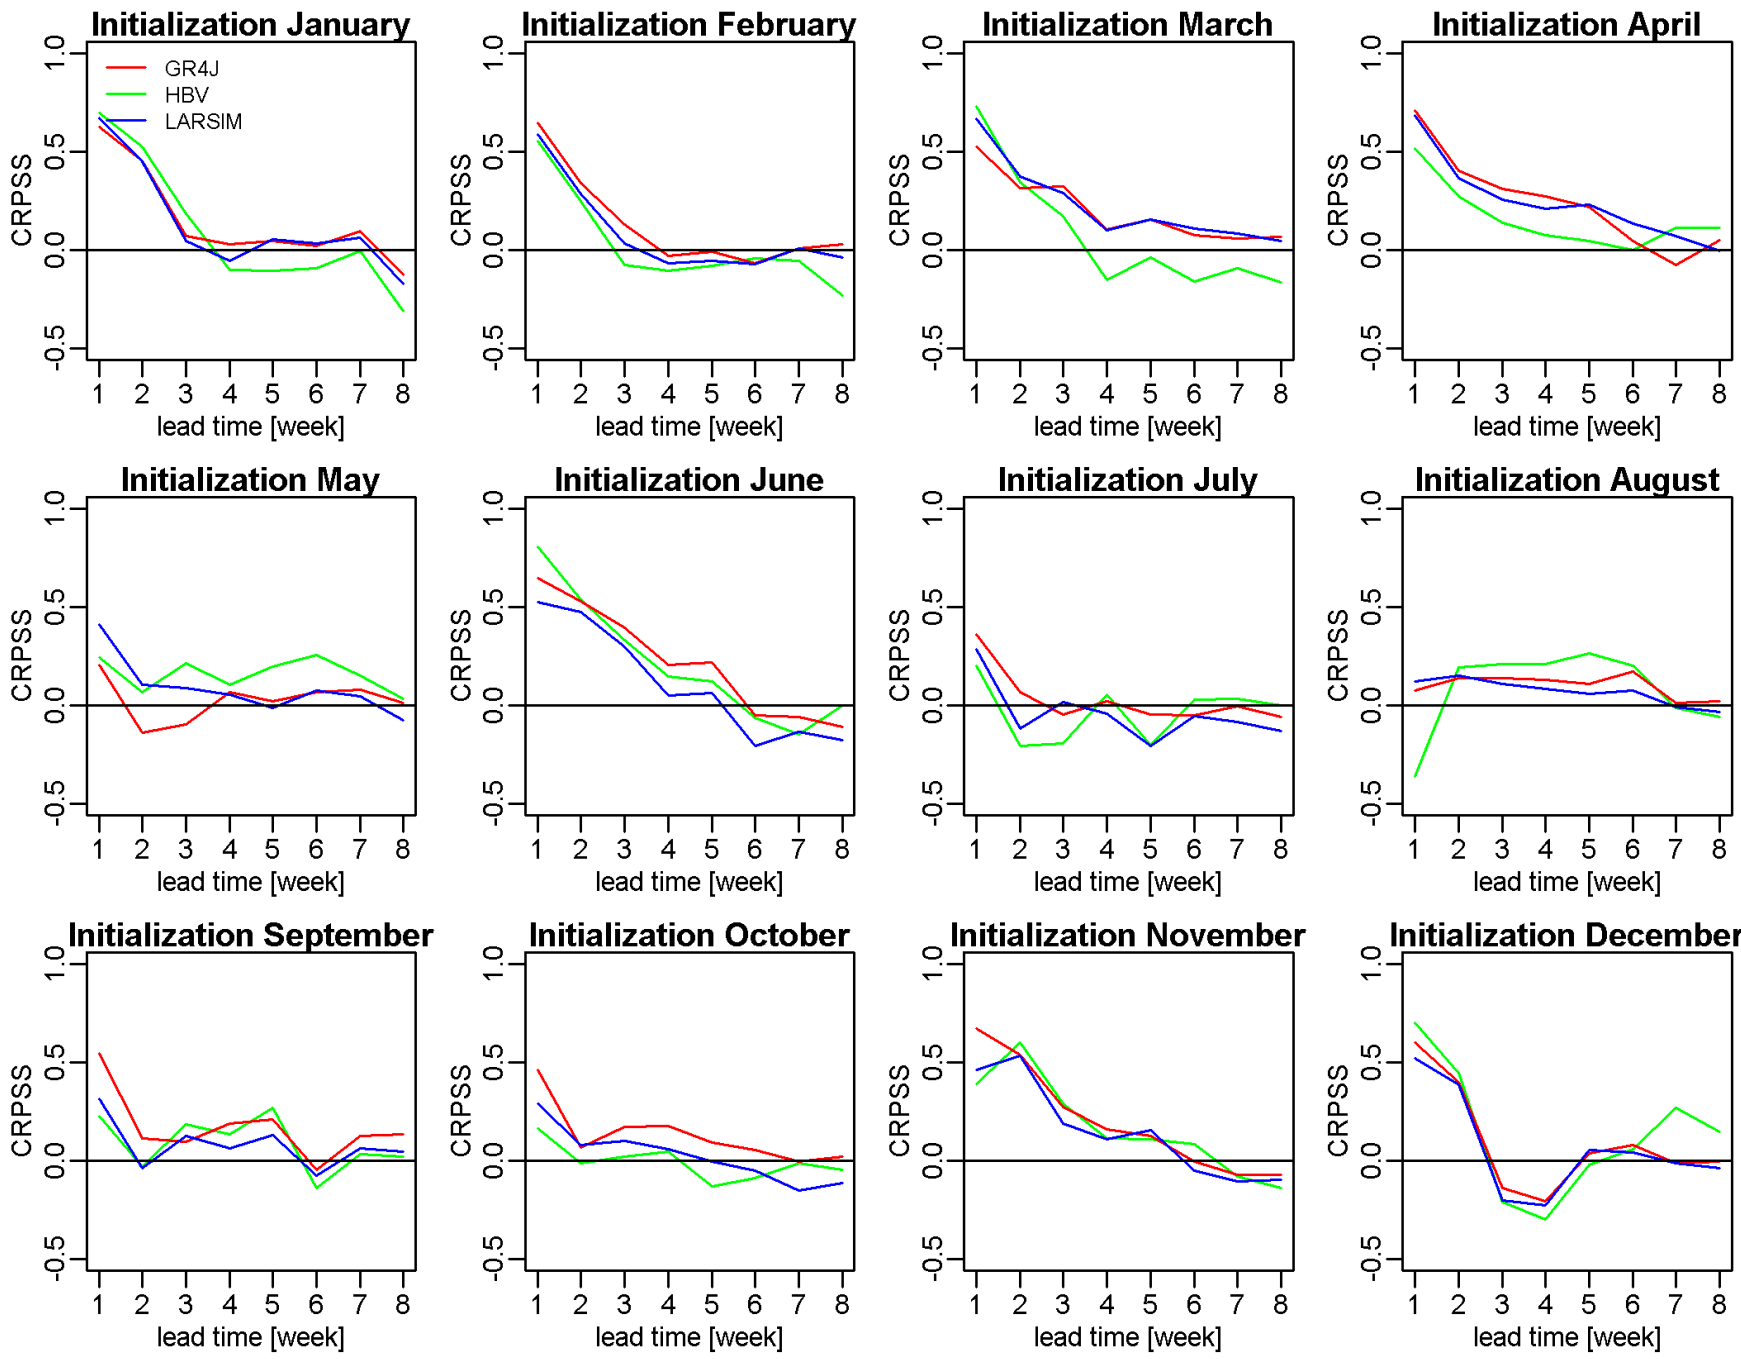 Initialization January
CRPSS
1.0
0.5
0.0
-0.5
GR4J
HBV
LARSIM
1 2 3 4 5 6 7 8
lead time [week]
Initialization February
CRPSS
1.0
0.5
0.0
-0.5
1 2 3 4 5 6 7 8
lead time [week]
Initialization March
CRPSS
1.0
0.5
0.0
-0.5
1 2 3 4 5 6 7 8
lead time [week]
Initialization April
CRPSS
1.0
0.5
0.0
-0.5
1 2 3 4 5 6 7 8
lead time [week]
Initialization May
CRPSS
1.0
0.5
0.0
-0.5
1 2 3 4 5 6 7 8
lead time [week]
Initialization June
CRPSS
1.0
0.5
0.0
-0.5
1 2 3 4 5 6 7 8
lead time [week]
Initialization July
CRPSS
1.0
0.5
0.0
-0.5
1 2 3 4 5 6 7 8
lead time [week]
Initialization August
CRPSS
1.0
0.5
0.0
-0.5
1 2 3 4 5 6 7 8
lead time [week]
Initialization September
CRPSS
1.0
0.5
0.0
-0.5
1 2 3 4 5 6 7 8
lead time [week]
Initialization October
CRPSS
1.0
0.5
0.0
-0.5
1 2 3 4 5 6 7 8
lead time [week]
Initialization November
CRPSS
1.0
0.5
0.0
-0.5
1 2 3 4 5 6 7 8
lead time [week]
Initialization December
CRPSS
1.0
0.5
0.0
-0.5
1 2 3 4 5 6 7 8
lead time [week]